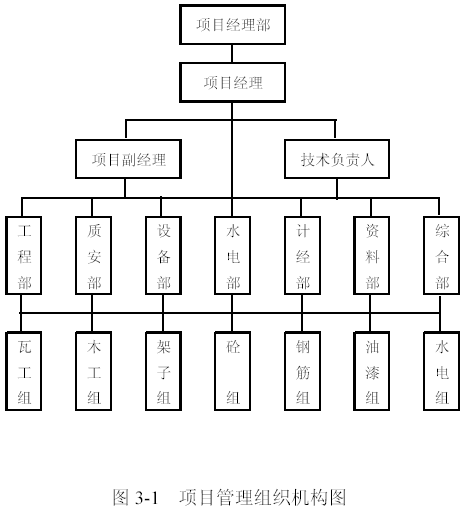 项目经理部
项目经理
项目副经理
技术负责人
工程部
质安部
设备部
水电部
计经部
资料部
综合部
瓦工组
木工组
架子组
砼组
钢筋组
油漆组
水电组
图 3-1 项目管理组织机构图